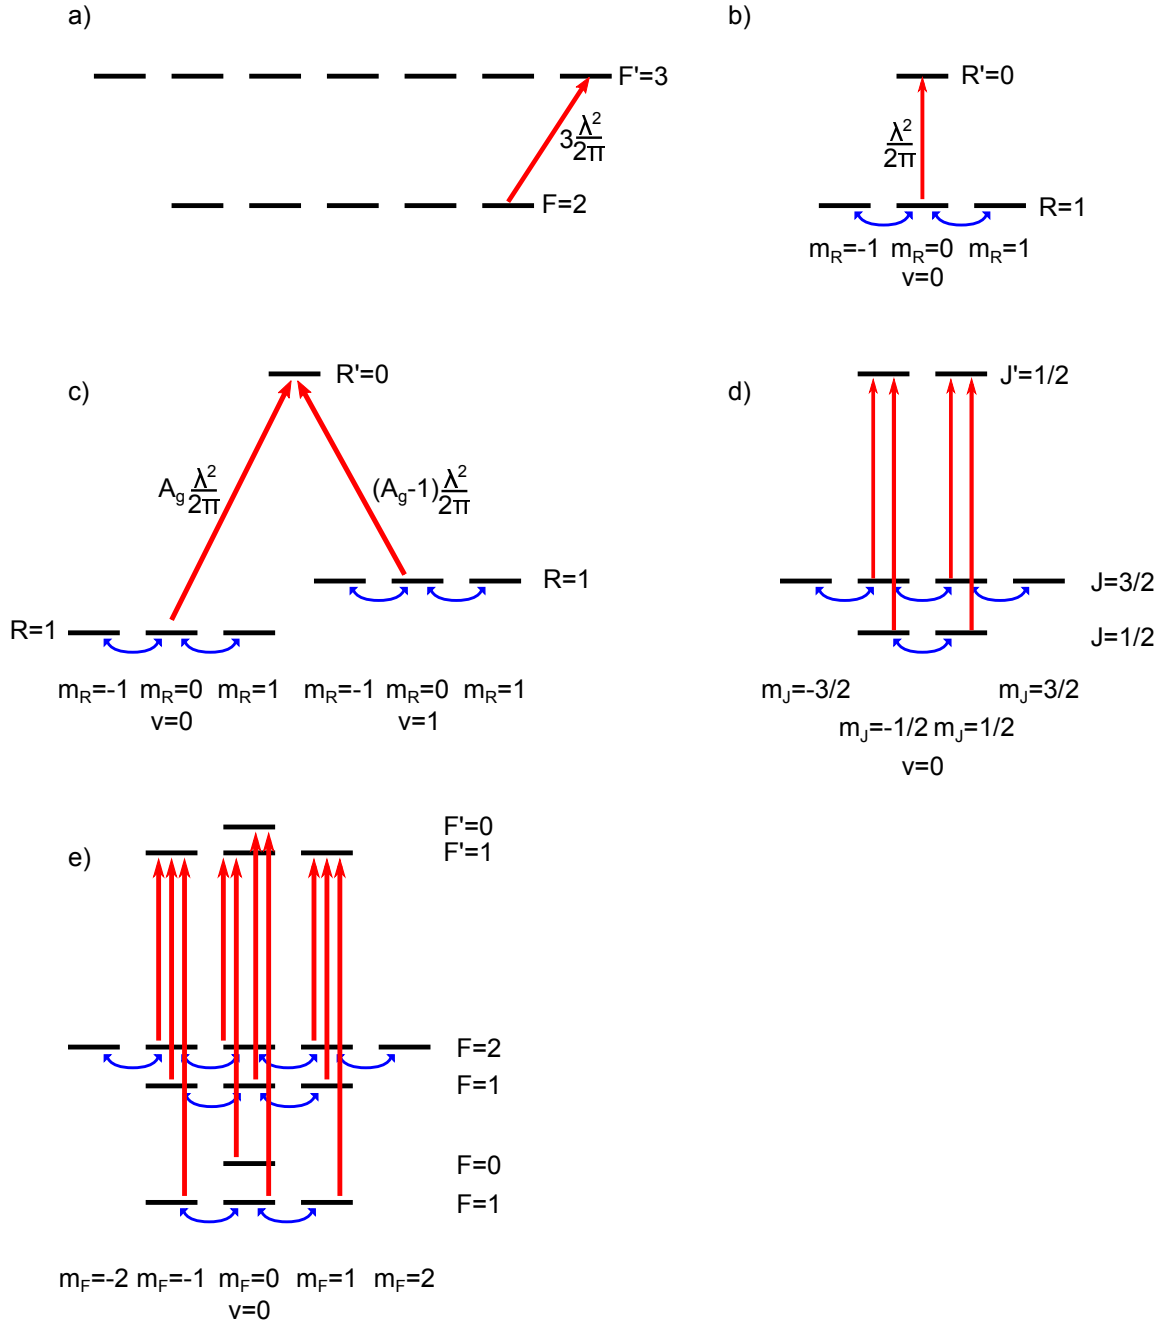 a)
F'=3
3 λ²/2π
F=2
b)
R'=0
λ²/2π
R=1
m_R=-1 m_R=0 m_R=1
v=0
c)
R'=0
A_g λ²/2π
(A_g-1) λ²/2π
R=1
R=1
m_R=-1 m_R=0 m_R=1 m_R=-1 m_R=0 m_R=1
v=0 v=1
d)
J'=1/2
J=3/2
J=1/2
m_J=-3/2 m_J=3/2
m_J=-1/2 m_J=1/2
v=0
e)
F'=0
F'=1
F=2
F=1
F=0
F=1
m_F=-2 m_F=-1 m_F=0 m_F=1 m_F=2
v=0